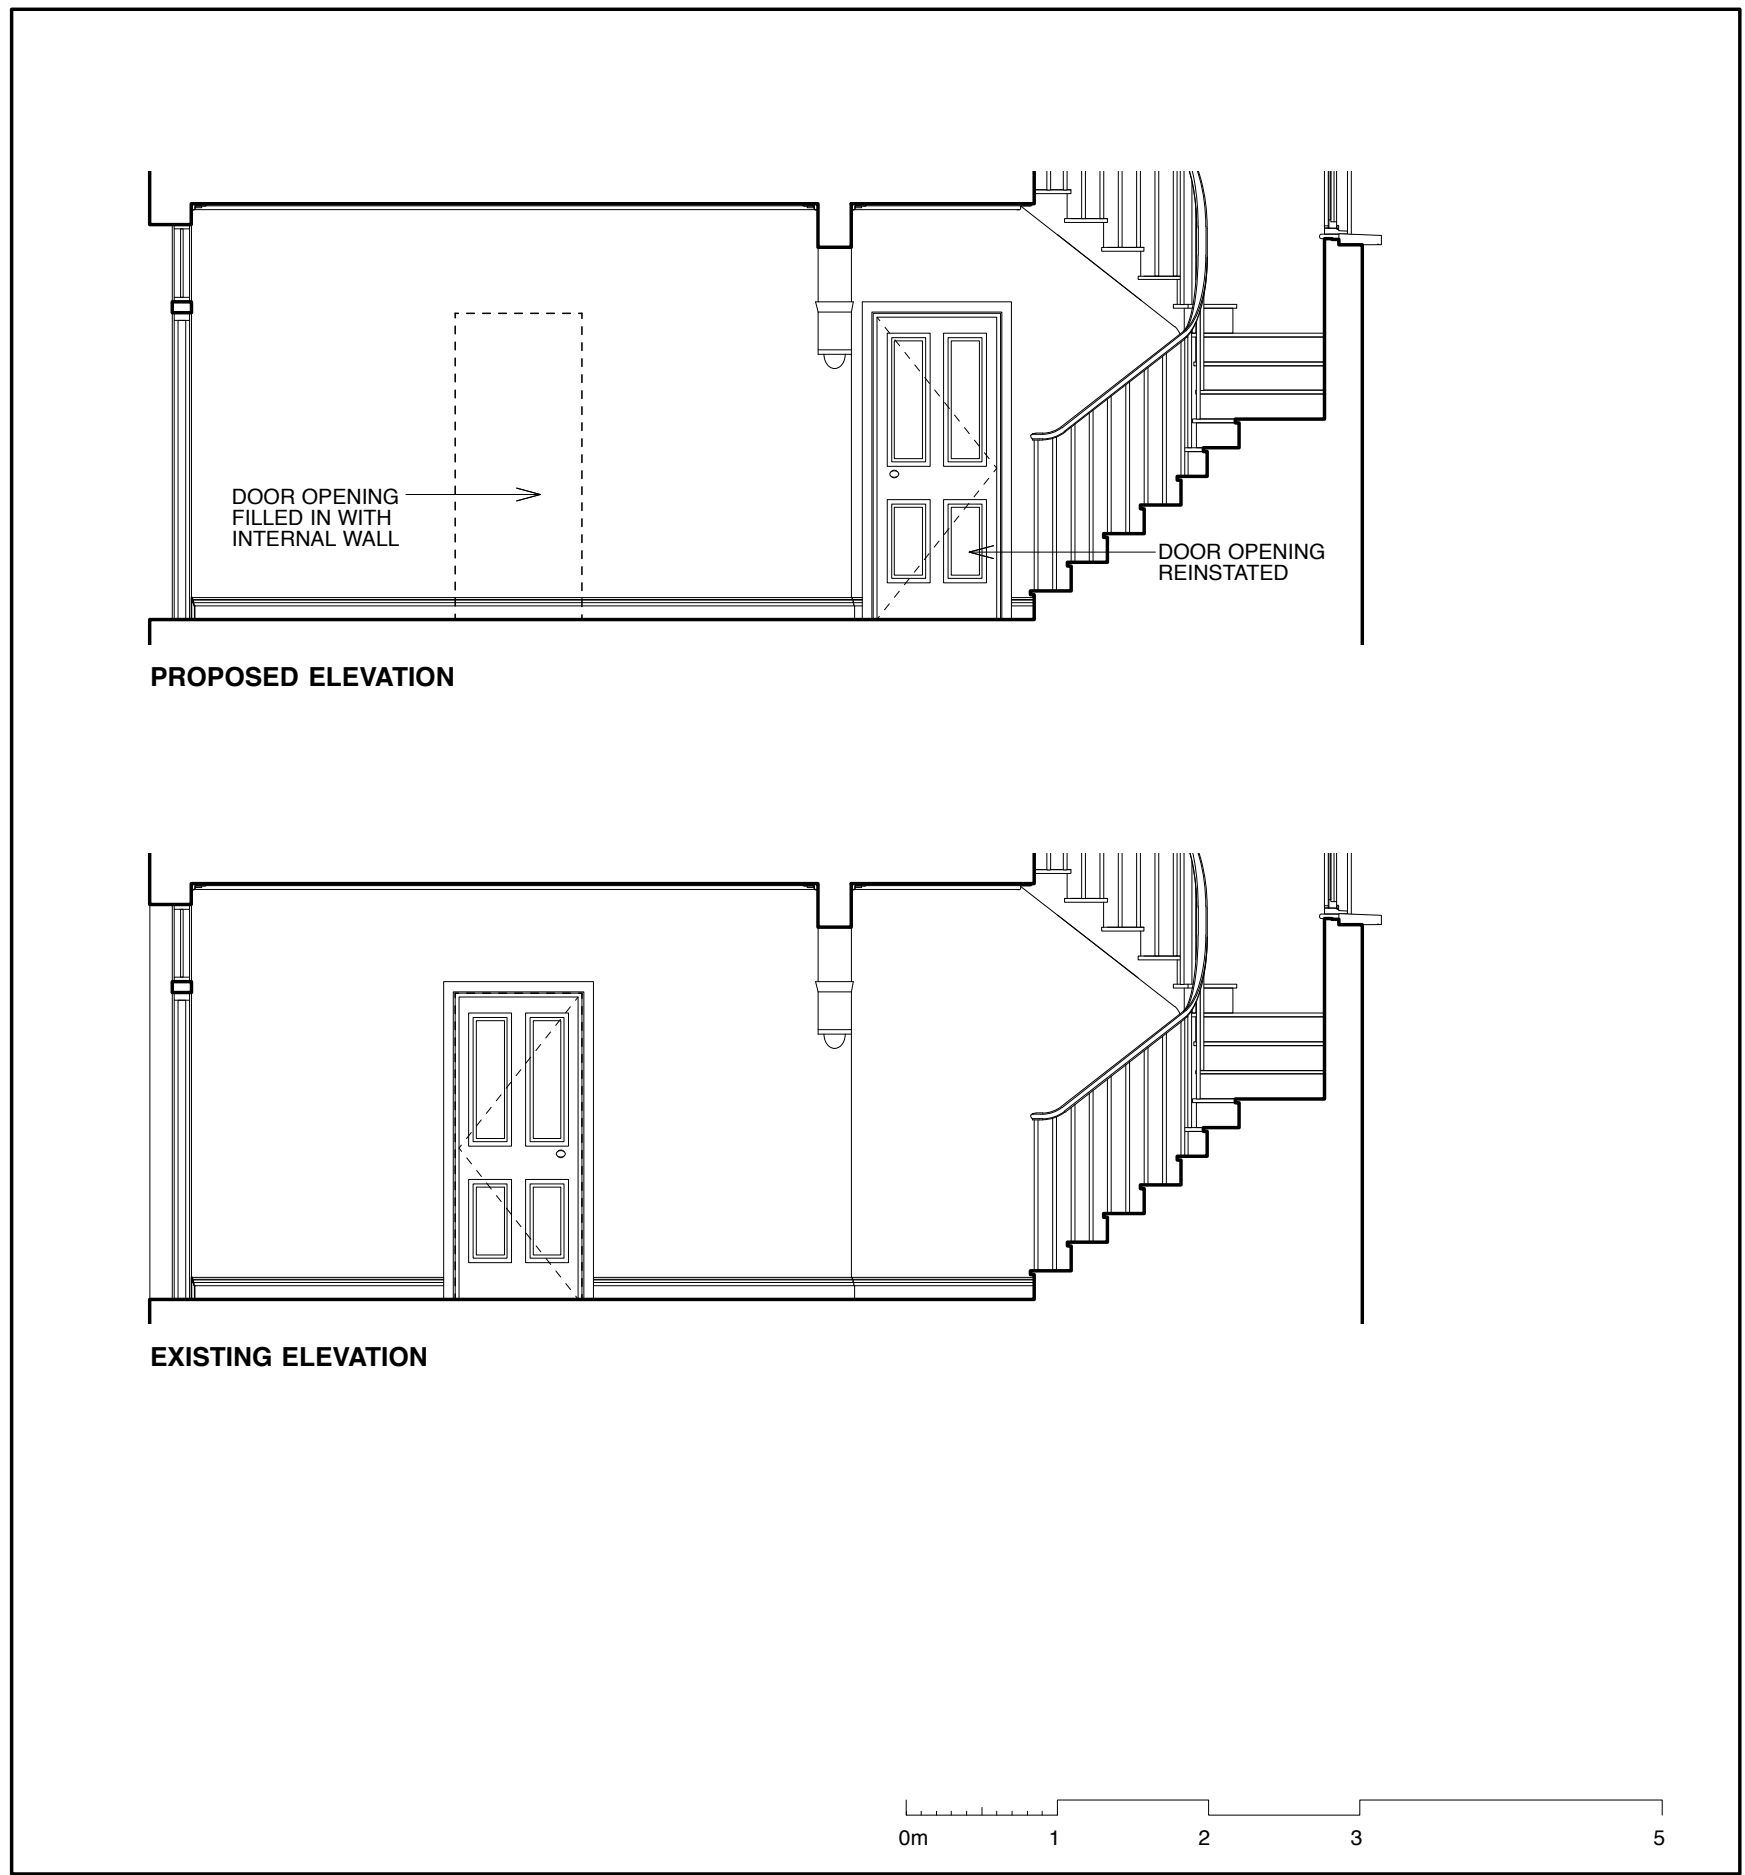 DOOR OPENING
FILLED IN WITH
INTERNAL WALL
DOOR OPENING
REINSTATED
PROPOSED ELEVATION
EXISTING ELEVATION
0m 1 2 3 5